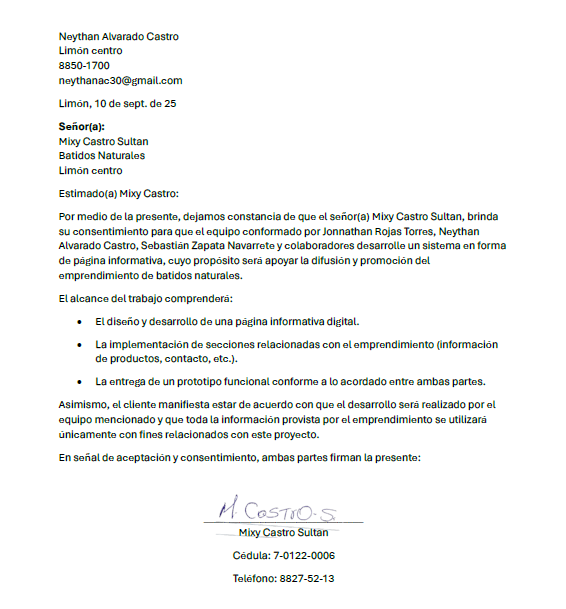 Neythan Alvarado Castro
Limón centro
8850-1700
neythanac30@gmail.com
Limón, 10 de sept. de 25
Señor(a):
Mixy Castro Sultan
Batidos Naturales
Limón centro
Estimado(a) Mixy Castro:
Por medio de la presente, dejamos constancia de que el señor(a) Mixy Castro Sultan, brinda
su consentimiento para que el equipo conformado por Jonnathan Rojas Torres, Neythan
Alvarado Castro, Sebastián Zapata Navarrete y colaboradores desarrolle un sistema en forma
de página informativa, cuyo propósito será apoyar la difusión y promoción del
emprendimiento de batidos naturales.
El alcance del trabajo comprenderá:
• El diseño y desarrollo de una página informativa digital.
• La implementación de secciones relacionadas con el emprendimiento (información
de productos, contacto, etc.).
• La entrega de un prototipo funcional conforme a lo acordado entre ambas partes.
Asimismo, el cliente manifiesta estar de acuerdo con que el desarrollo será realizado por el
equipo mencionado y que toda la información provista por el emprendimiento se utilizará
únicamente con fines relacionados con este proyecto.
En señal de aceptación y consentimiento, ambas partes firman la presente:
M. CASTRO-S.
Mixy Castro Sultan
Cédula: 7-0122-0006
Teléfono: 8827-52-13